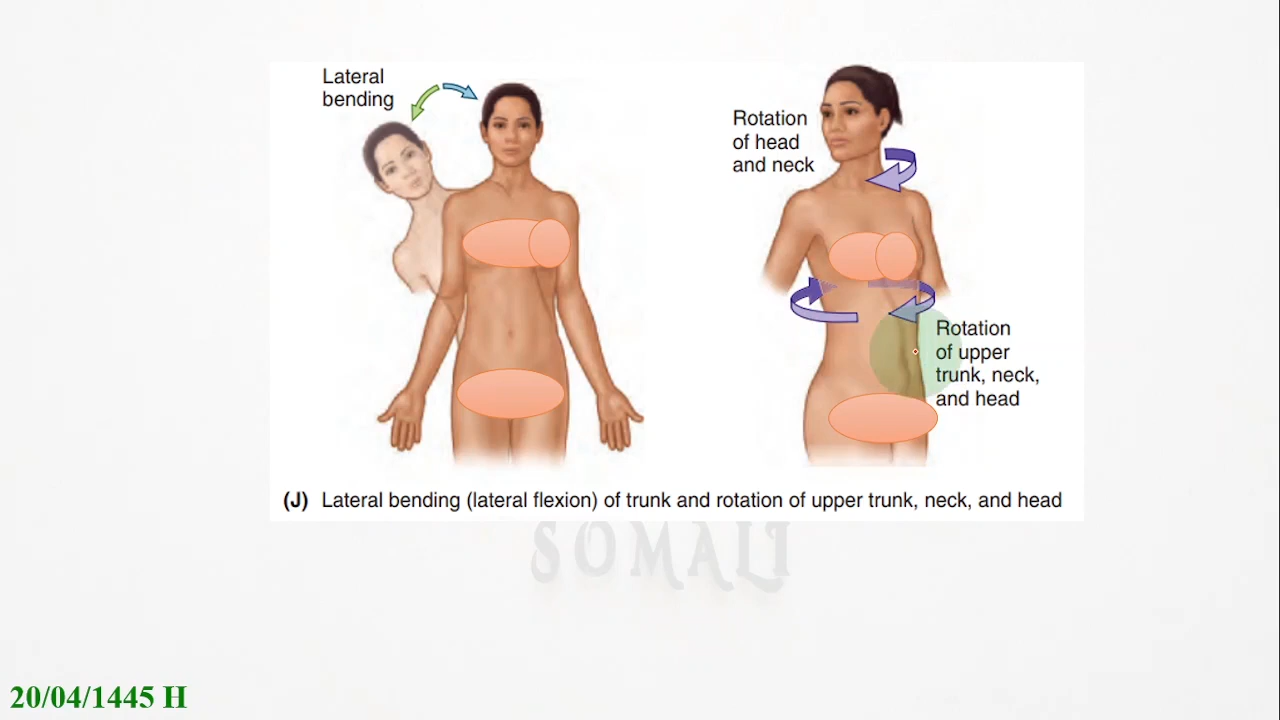 Lateral
bending
Rotation
of head
and neck
Rotation
of upper
trunk, neck,
and head
(J) Lateral bending (lateral flexion) of trunk and rotation of upper trunk, neck, and head
SOMALI
20/04/1445 H